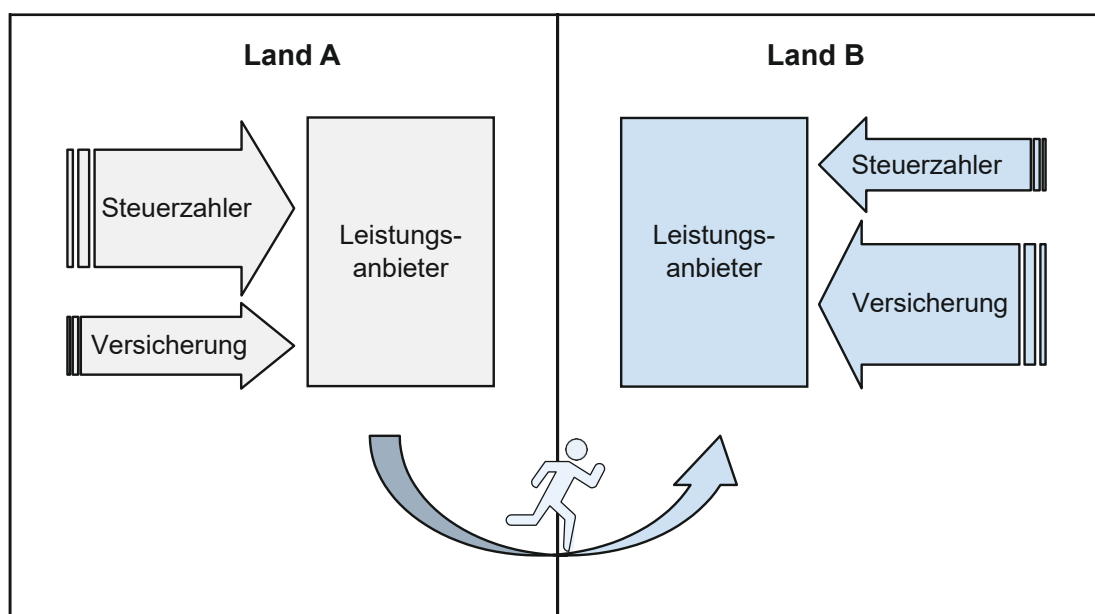 Land A
Steuerzahler
Versicherung
Leistungs-
anbieter
Land B
Leistungs-
anbieter
Steuerzahler
Versicherung